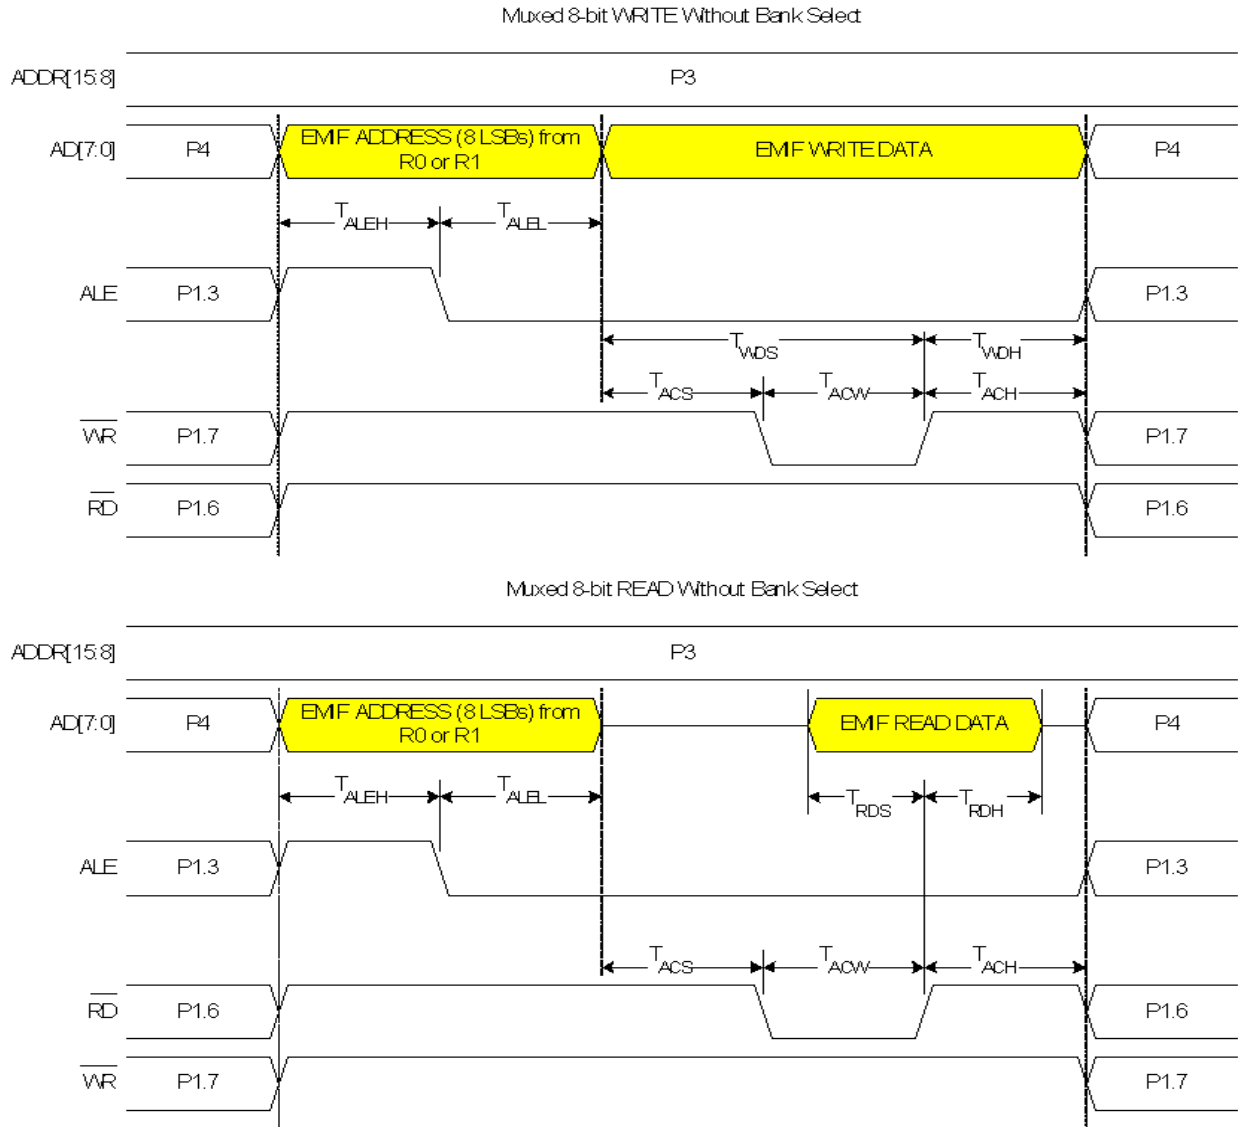 Muxed 8-bit WRITE Without Bank Select
ADDR[15:8] P3
AD[7:0] P4 EMIF ADDRESS (8 LSBs) from R0 or R1 EMIF WRITE DATA P4
TALEH TALEL
ALE P1.3 P1.3
TWDS TWDH
TACS TACW TACH
WR P1.7 P1.7
RD P1.6 P1.6
Muxed 8-bit READ Without Bank Select
ADDR[15:8] P3
AD[7:0] P4 EMIF ADDRESS (8 LSBs) from R0 or R1 EMIF READ DATA P4
TALEH TALEL TRDS TRDH
ALE P1.3 P1.3
TACS TACW TACH
RD P1.6 P1.6
WR P1.7 P1.7